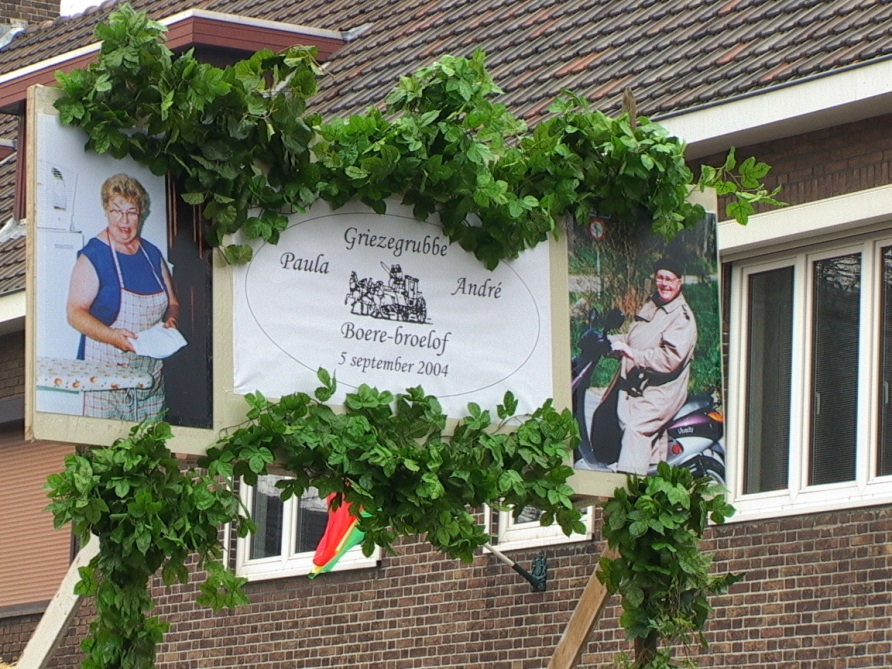 Griezegrubbe
Paula
André
Boere-broelof
5 september 2004